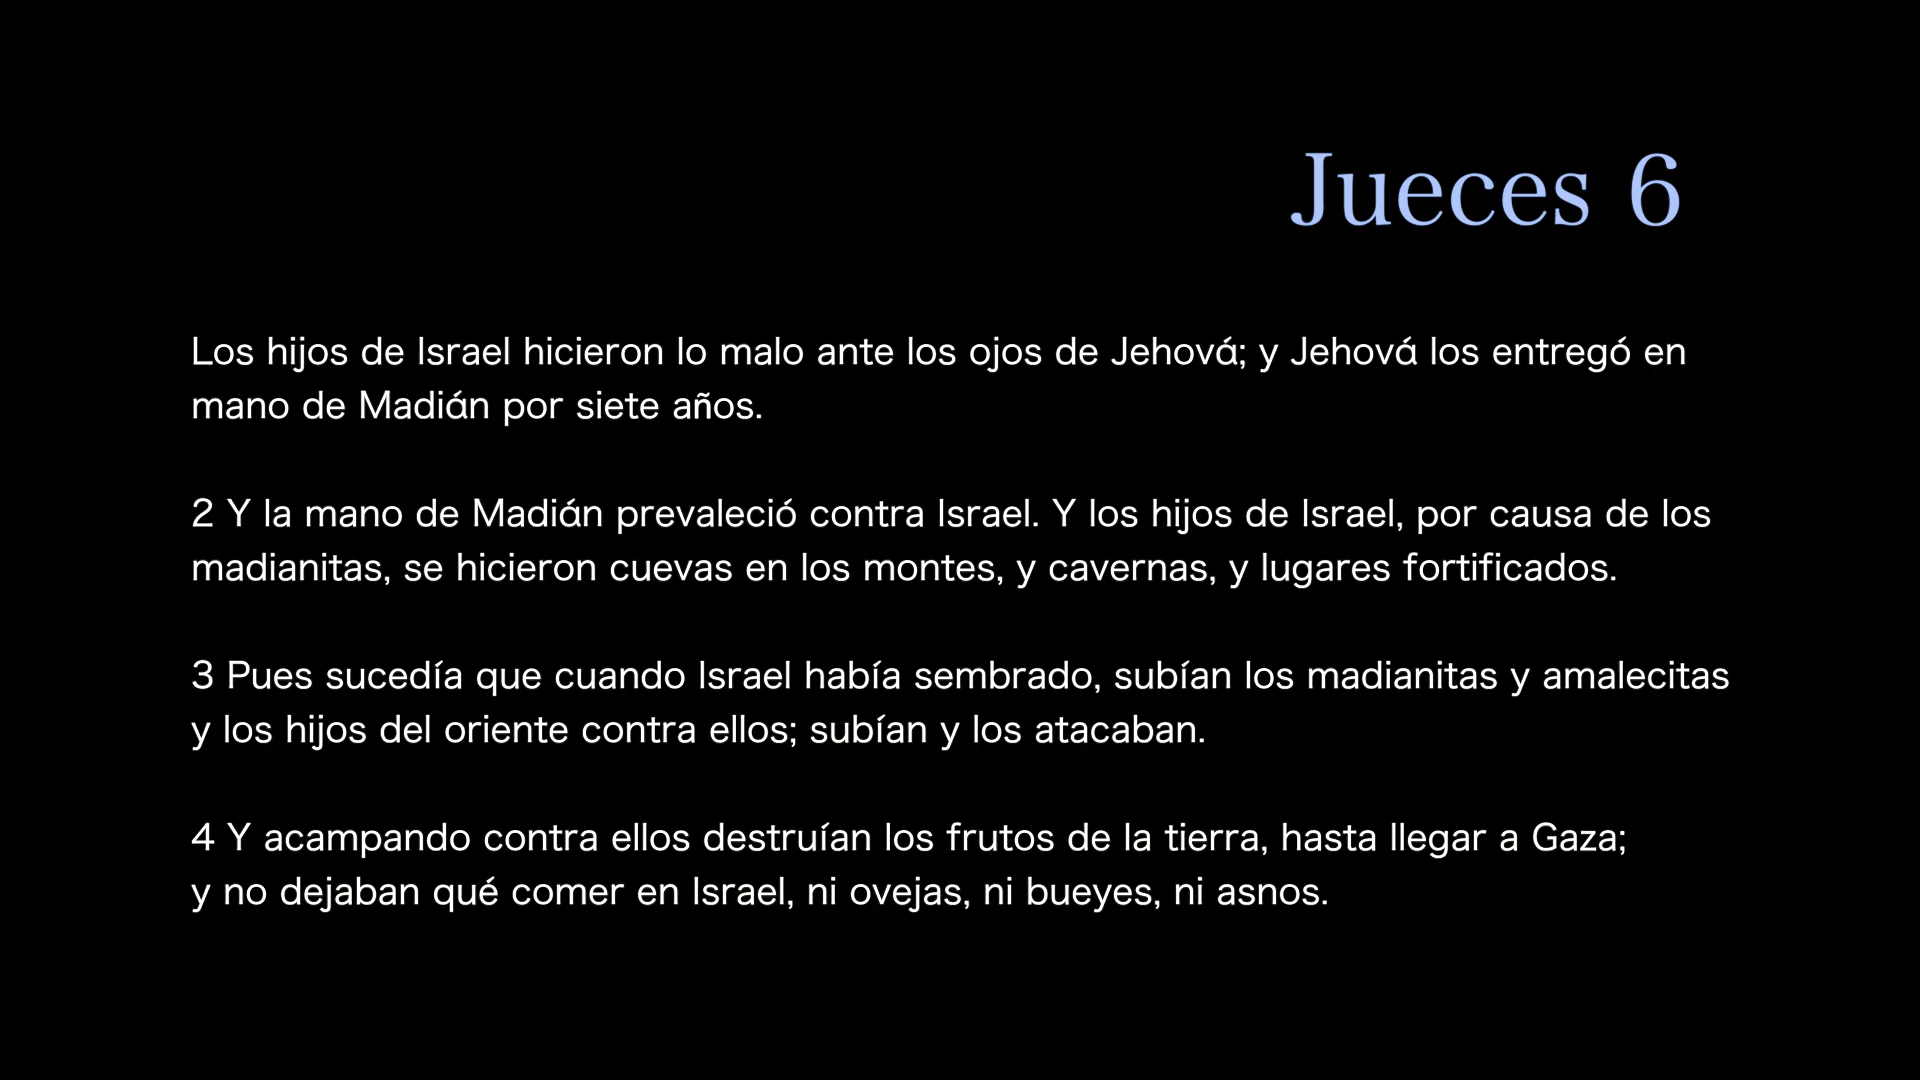 Jueces 6
Los hijos de Israel hicieron lo malo ante los ojos de Jehová; y Jehová los entregó en
mano de Madián por siete años.
2 Y la mano de Madián prevaleció contra Israel. Y los hijos de Israel, por causa de los
madianitas, se hicieron cuevas en los montes, y cavernas, y lugares fortificados.
3 Pues sucedía que cuando Israel había sembrado, subían los madianitas y amalecitas
y los hijos del oriente contra ellos; subían y los atacaban.
4 Y acampando contra ellos destruían los frutos de la tierra, hasta llegar a Gaza;
y no dejaban qué comer en Israel, ni ovejas, ni bueyes, ni asnos.